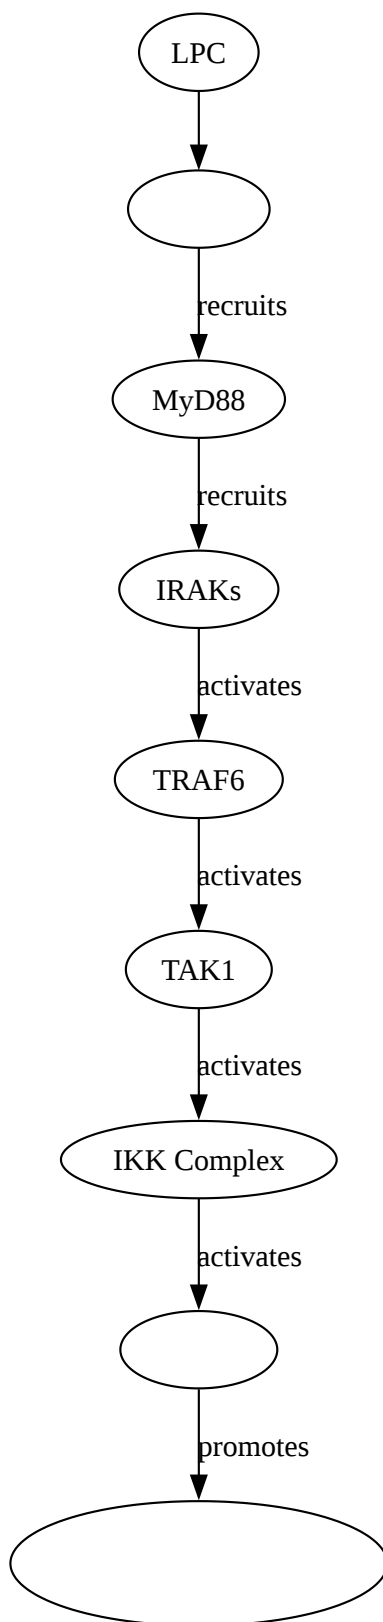 LPC
recruits
MyD88
recruits
IRAKs
activates
TRAF6
activates
TAK1
activates
IKK Complex
activates
promotes